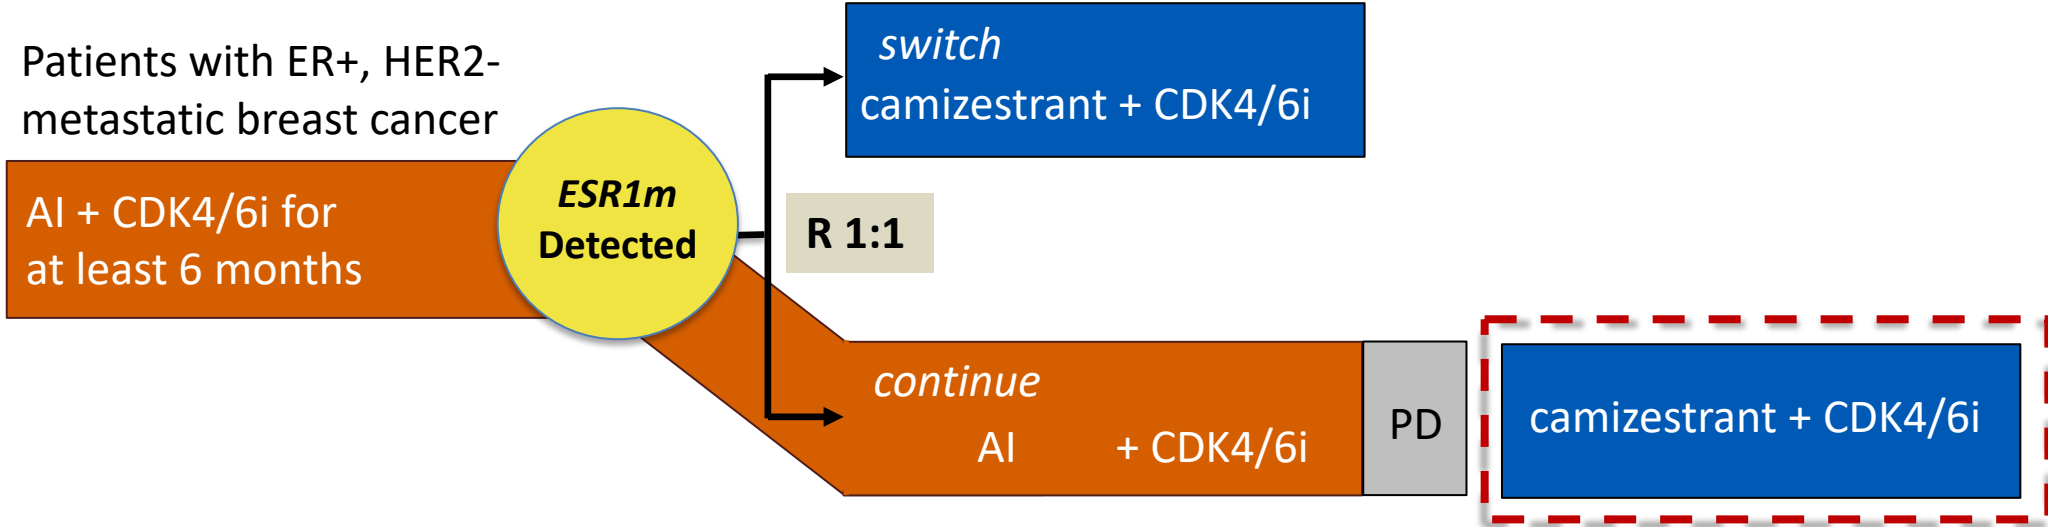 Patients with ER+, HER2-
metastatic breast cancer
AI + CDK4/6i for
at least 6 months
ESR1m
Detected
R 1:1
switch
camizestrant + CDK4/6i
continue
AI + CDK4/6i
PD
camizestrant + CDK4/6i